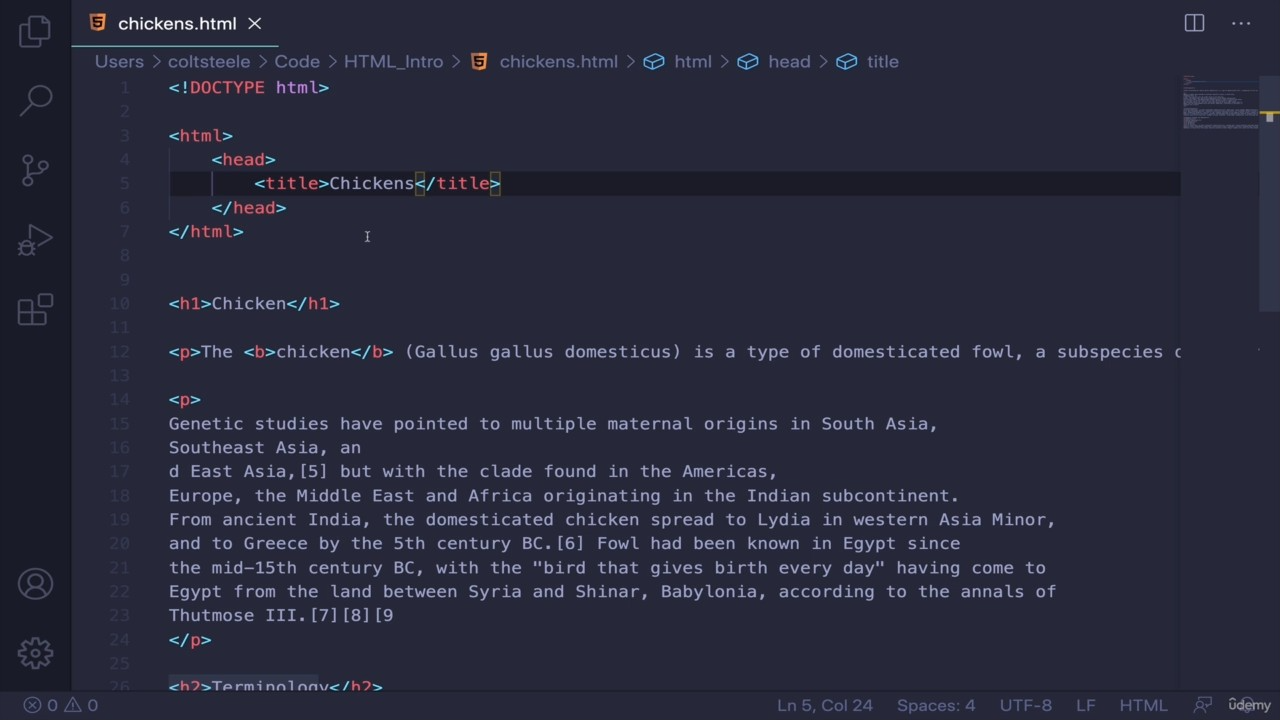 chickens.html
Users > coltsteele > Code > HTML_Intro > chickens.html > html > head > title
1 <!DOCTYPE html>
2
3 <html>
4 <head>
5 <title>Chickens</title>
6 </head>
7 </html>
8
9
10 <h1>Chicken</h1>
11
12 <p>The <b>chicken</b> (Gallus gallus domesticus) is a type of domesticated fowl, a subspecies
13
14 <p>
15 Genetic studies have pointed to multiple maternal origins in South Asia,
16 Southeast Asia, an
17 d East Asia,[5] but with the clade found in the Americas,
18 Europe, the Middle East and Africa originating in the Indian subcontinent.
19 From ancient India, the domesticated chicken spread to Lydia in western Asia Minor,
20 and to Greece by the 5th century BC.[6] Fowl had been known in Egypt since
21 the mid-15th century BC, with the "bird that gives birth every day" having come to
22 Egypt from the land between Syria and Shinar, Babylonia, according to the annals of
23 Thutmose III.[7][8][9
24 </p>
25
26 <h2>Terminology</h2>
0 0 Ln 5, Col 24 Spaces: 4 UTF-8 LF HTML ûdemy